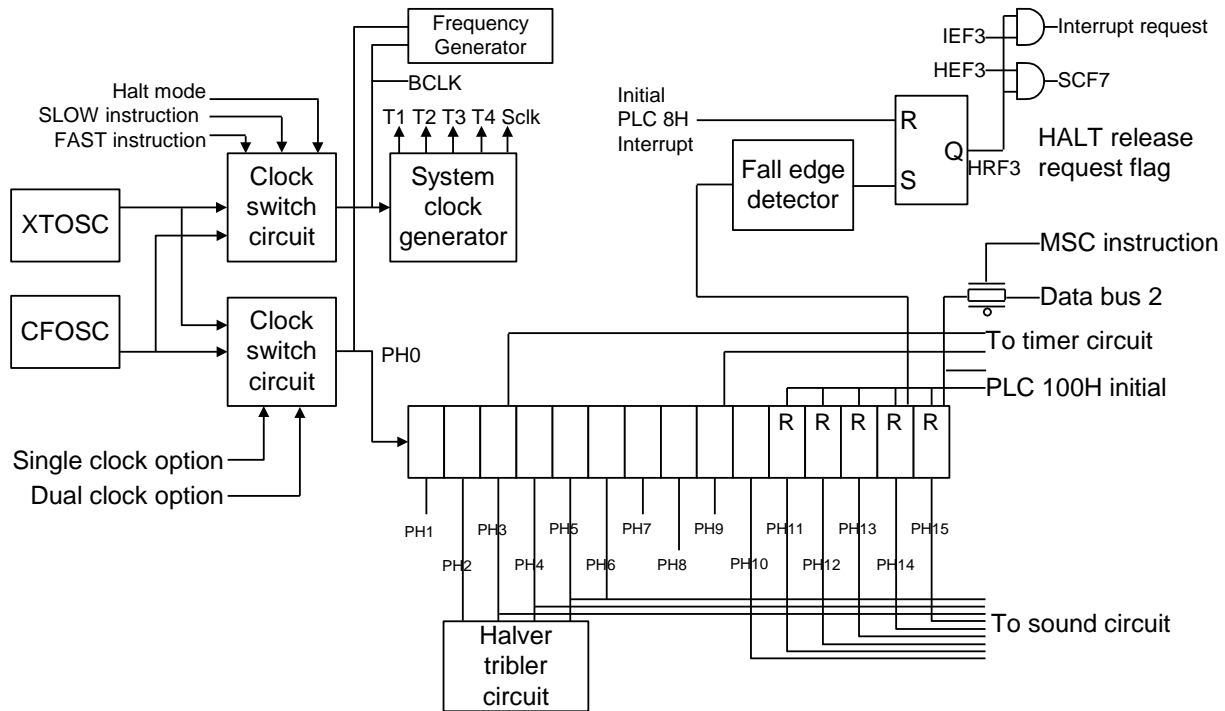 Frequency
Generator
BCLK
Halt mode
SLOW instruction
FAST instruction
T1 T2 T3 T4 Sclk
XTOSC
Clock
switch
circuit
System
clock
generator
CFOSC
Clock
switch
circuit
PH0
Single clock option
Dual clock option
Initial
PLC 8H
Interrupt
Fall edge
detector
R
S
Q
HRF3
IEF3
HEF3
Interrupt request
SCF7
HALT release
request flag
MSC instruction
Data bus 2
To timer circuit
PLC 100H initial
R R R R R
PH1 PH3 PH5 PH7 PH9 PH11 PH13 PH15
PH2 PH4 PH6 PH8 PH10 PH12 PH14
Halver
tribler
circuit
To sound circuit